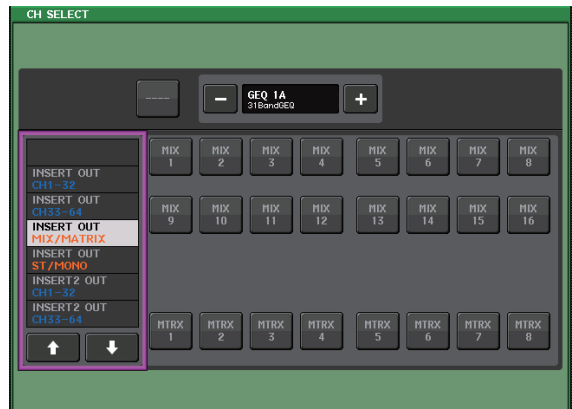 CH SELECT
----
−
GEQ 1A
31BandGEQ
+
INSERT OUT
CH1-32
INSERT OUT
CH33-64
INSERT OUT
MIX/MATRIX
INSERT OUT
ST/MONO
INSERT2 OUT
CH1-32
INSERT2 OUT
CH33-64
MIX 1
MIX 2
MIX 3
MIX 4
MIX 5
MIX 6
MIX 7
MIX 8
MIX 9
MIX 10
MIX 11
MIX 12
MIX 13
MIX 14
MIX 15
MIX 16
MTRX 1
MTRX 2
MTRX 3
MTRX 4
MTRX 5
MTRX 6
MTRX 7
MTRX 8